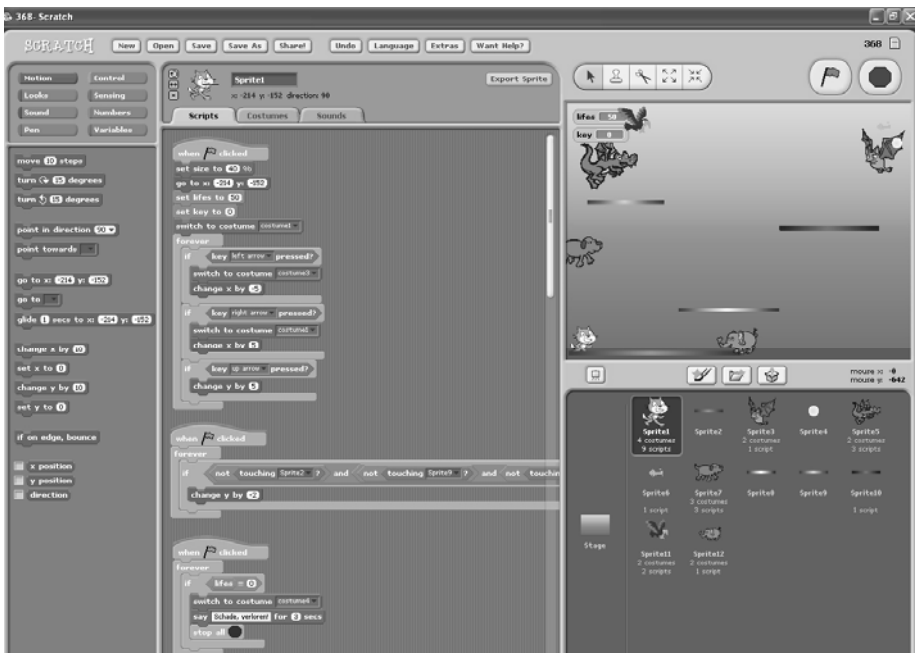 368 - Scratch
SCRATCH New Open Save Save As Share! Undo Language Extras Want Help? 368
Motion Control
Looks Sensing
Sound Numbers
Pen Variables
move 10 steps
turn 15 degrees
turn 15 degrees
point in direction 90
point towards
go to x: -214 y: -152
go to
glide 1 secs to x: -214 y: -152
change x by 10
set x to 0
change y by 10
set y to 0
if on edge, bounce
x position
y position
direction
Sprite1 Export Sprite
x: -214 y: -152 direction: 90
Scripts Costumes Sounds
when clicked
set size to 40 %
go to x: -214 y: -152
set lifes to 50
set key to 0
switch to costume costume1
forever
if key left arrow pressed?
switch to costume costume3
change x by -5
if key right arrow pressed?
switch to costume costume1
change x by 5
if key up arrow pressed?
change y by 5
when clicked
forever
if not touching Sprite2 ? and not touching Sprite9 ? and not touchin
change y by -2
when clicked
forever
if lifes = 0
switch to costume costume4
say Schade, verloren! for 3 secs
stop all
lifes 50
key 0
mouse x: -0
mouse y: -642
Sprite1 Sprite2 Sprite3 Sprite4 Sprite5
4 costumes 2 costumes 2 costumes
9 scripts 1 script 3 scripts
Sprite6 Sprite7 Sprite8 Sprite9 Sprite10
1 script 3 costumes 1 script
3 scripts
Stage
Sprite11 Sprite12
2 costumes 2 costumes
2 scripts 1 script